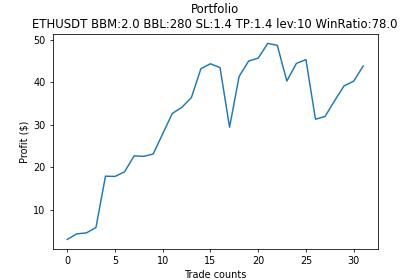 Portfolio
ETHUSDT BBM:2.0 BBL:280 SL:1.4 TP:1.4 lev:10 WinRatio:78.0
50
40
30
20
10
Profit ($)
0 5 10 15 20 25 30
Trade counts